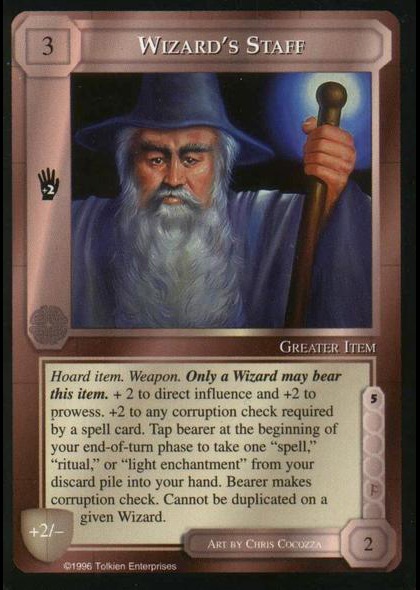 3
WIZARD'S STAFF
+2
GREATER ITEM
Hoard item. Weapon. Only a Wizard may bear
this item. + 2 to direct influence and +2 to
prowess. +2 to any corruption check required
by a spell card. Tap bearer at the beginning of
your end-of-turn phase to take one “spell,”
“ritual,” or “light enchantment” from your
discard pile into your hand. Bearer makes
corruption check. Cannot be duplicated on a
given Wizard.
5
+2/–
ART BY CHRIS COCOZZA
2
©1996 Tolkien Enterprises